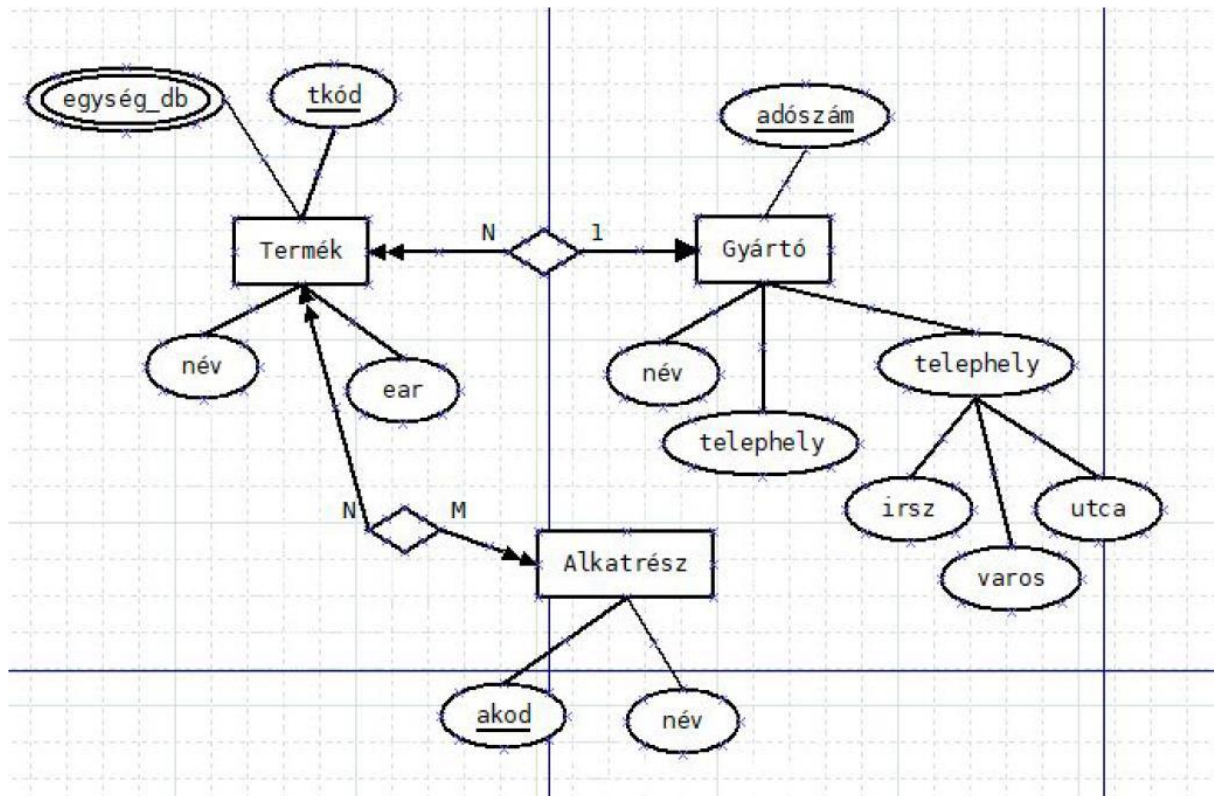 egység_db
tkód
adószám
Termék
N
1
Gyártó
név
ear
név
telephely
telephely
irsz
utca
varos
N
M
Alkatrész
akod
név